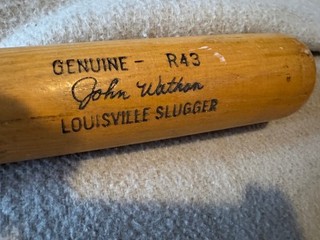 GENUINE - R43
John Wathan
LOUISVILLE SLUGGER